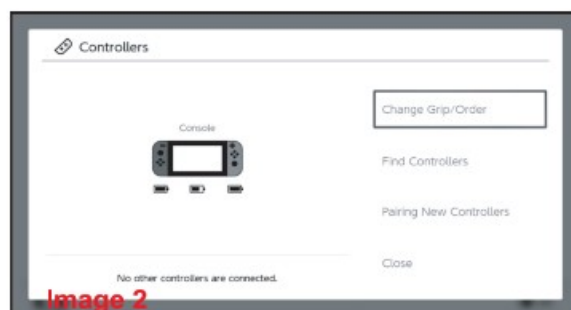 Controllers
Console
Change Grip/Order
Find Controllers
Pairing New Controllers
Close
No other controllers are connected.
Image 2